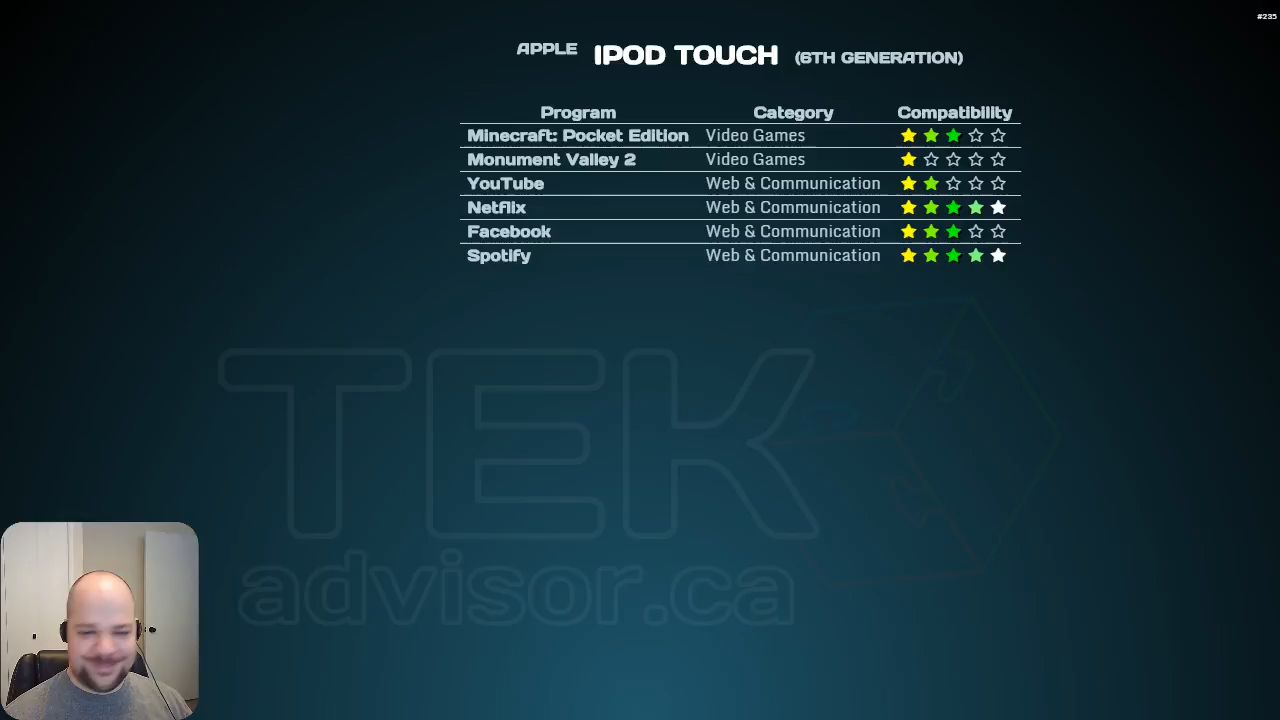 #235
APPLE IPOD TOUCH (6TH GENERATION)
Program Category Compatibility
Minecraft: Pocket Edition Video Games
Monument Valley 2 Video Games
YouTube Web & Communication
Netflix Web & Communication
Facebook Web & Communication
Spotify Web & Communication
TEK
advisor.ca